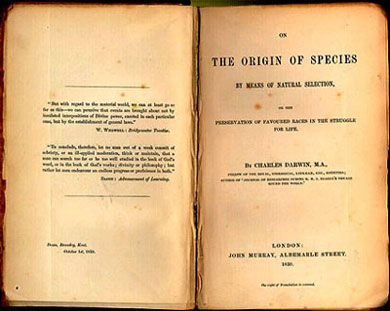 "But with regard to the material world, we can at least go so
far as this—we can perceive that events are brought about not by
insulated interpositions of Divine power, exerted in each particular
case, but by the establishment of general laws."
W. WHEWELL: Bridgewater Treatise.
"To conclude, therefore, let no man out of a weak conceit of
sobriety, or an ill-applied moderation, think or maintain, that a
man can search too far or be too well studied in the book of God's
word, or in the book of God's works; divinity or philosophy; but
rather let men endeavour an endless progress or proficience in both."
BACON: Advancement of Learning.
Down, Bromley, Kent,
October 1st, 1859.
ON
THE ORIGIN OF SPECIES
BY MEANS OF NATURAL SELECTION,
OR THE
PRESERVATION OF FAVOURED RACES IN THE STRUGGLE
FOR LIFE.
BY CHARLES DARWIN, M.A.,
FELLOW OF THE ROYAL, GEOLOGICAL, LINNÆAN, ETC., SOCIETIES;
AUTHOR OF 'JOURNAL OF RESEARCHES DURING H. M. S. BEAGLE'S VOYAGE
ROUND THE WORLD.'
LONDON:
JOHN MURRAY, ALBEMARLE STREET.
1859.
The right of Translation is reserved.